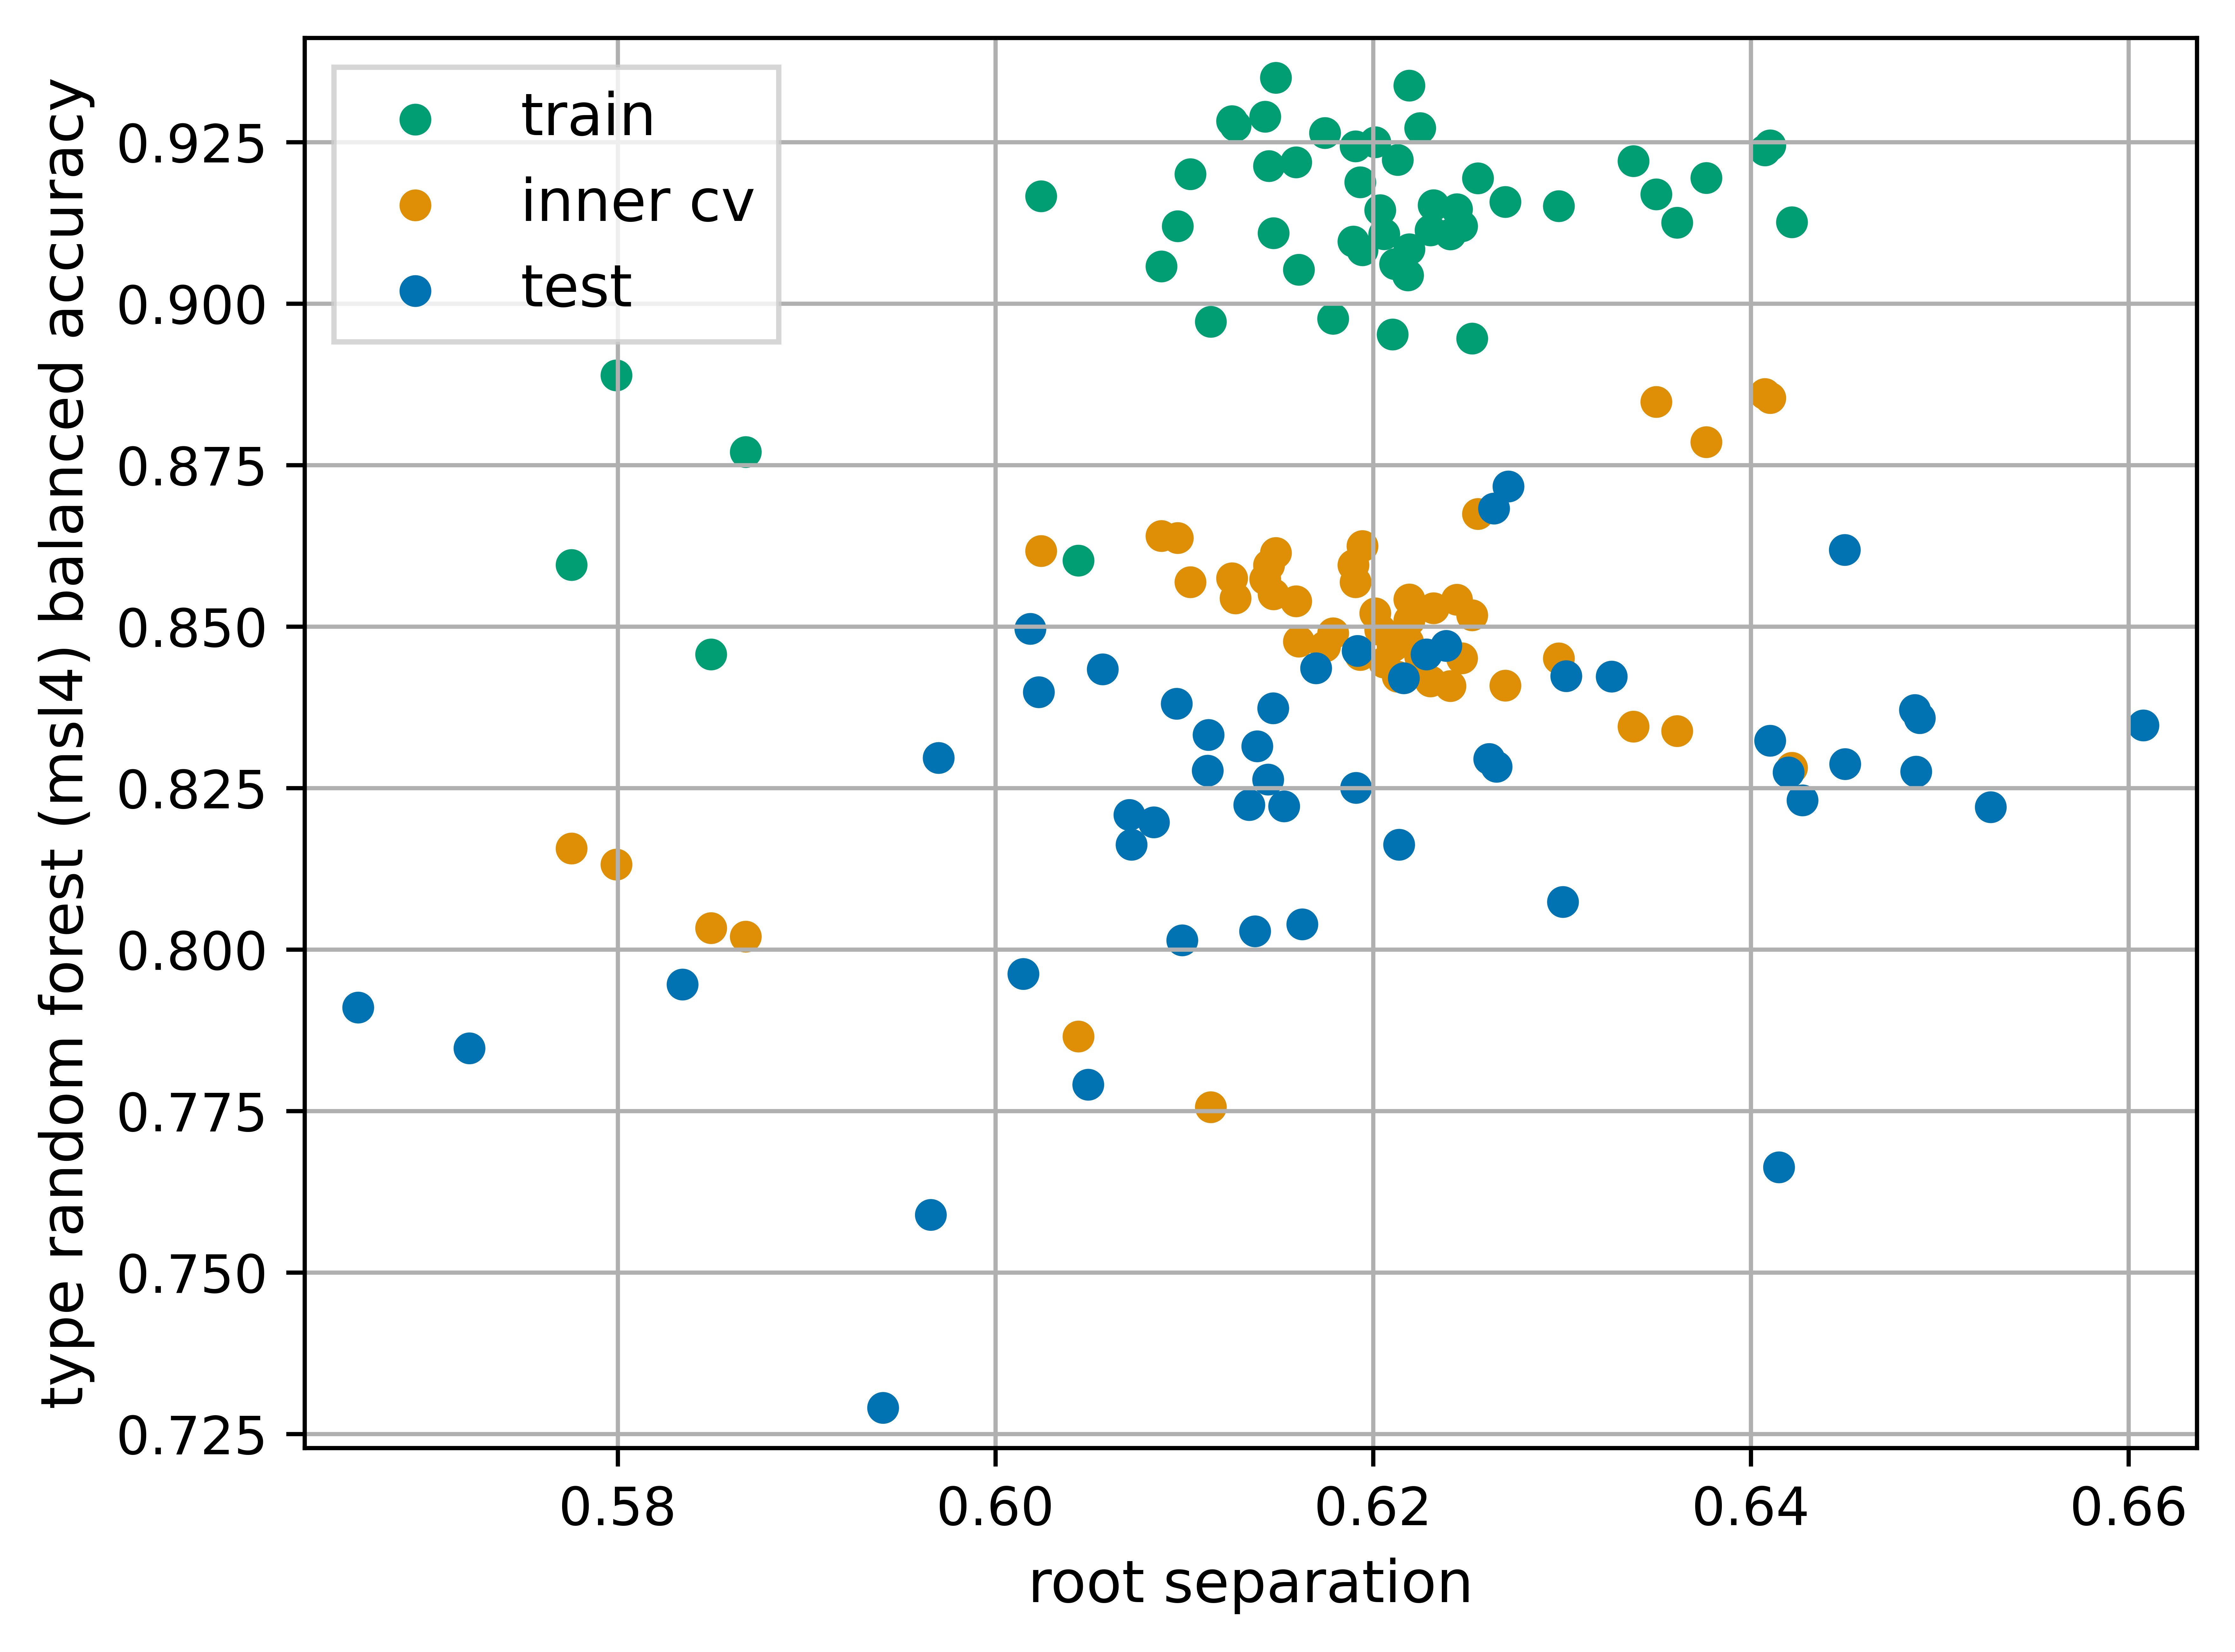 train
inner cv
test
type random forest (msl4) balanced accuracy
0.925
0.900
0.875
0.850
0.825
0.800
0.775
0.750
0.725
0.58 0.60 0.62 0.64 0.66
root separation